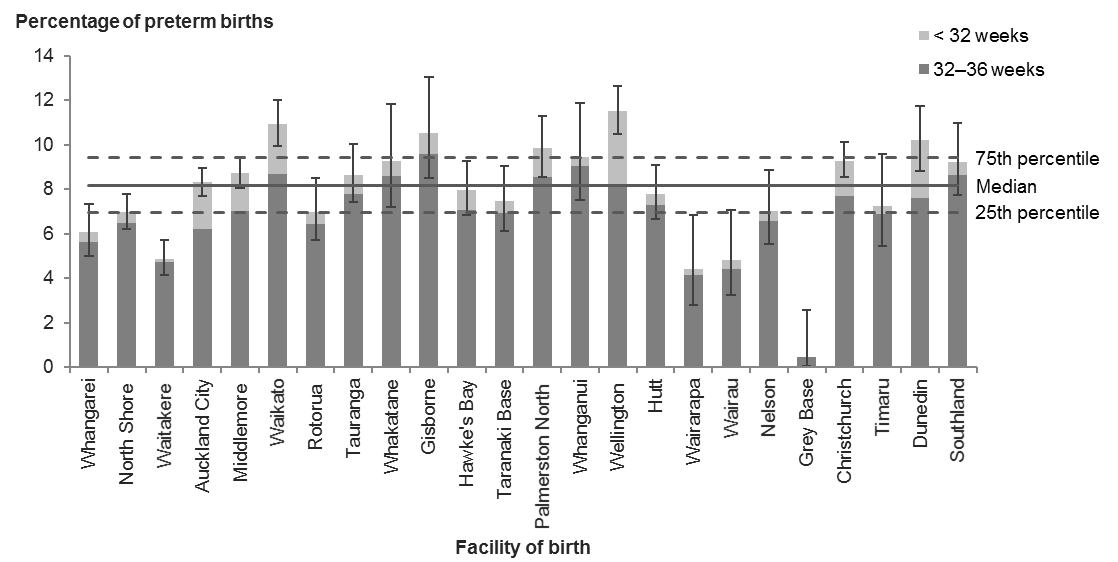 Percentage of preterm births
< 32 weeks
32–36 weeks
14
12
10
8
6
4
2
0
75th percentile
Median
25th percentile
Whangarei
North Shore
Waitakere
Auckland City
Middlemore
Waikato
Rotorua
Tauranga
Whakatane
Gisborne
Hawke's Bay
Taranaki Base
Palmerston North
Whanganui
Wellington
Hutt
Wairarapa
Wairau
Nelson
Grey Base
Christchurch
Timaru
Dunedin
Southland
Facility of birth